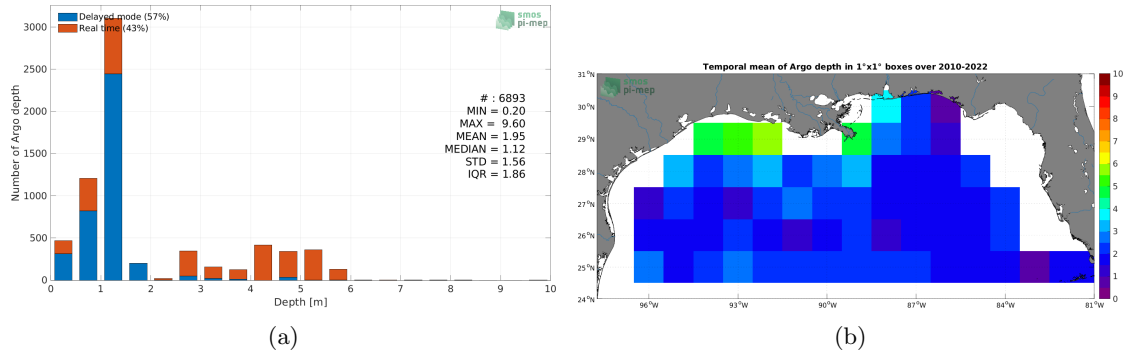 Delayed mode (57%)
Real time (43%)
smos
pi-mep
3000
2500
2000
1500
1000
500
0
Number of Argo depth
# : 6893
MIN = 0.20
MAX = 9.60
MEAN = 1.95
MEDIAN = 1.12
STD = 1.56
IQR = 1.86
0 1 2 3 4 5 6 7 8 9 10
Depth [m]
(a)
Temporal mean of Argo depth in 1°x1° boxes over 2010-2022
smos
pi-mep
31°N
30°N
29°N
28°N
27°N
26°N
25°N
24°N
96°W 93°W 90°W 87°W 84°W 81°W
10
9
8
7
6
5
4
3
2
1
0
(b)